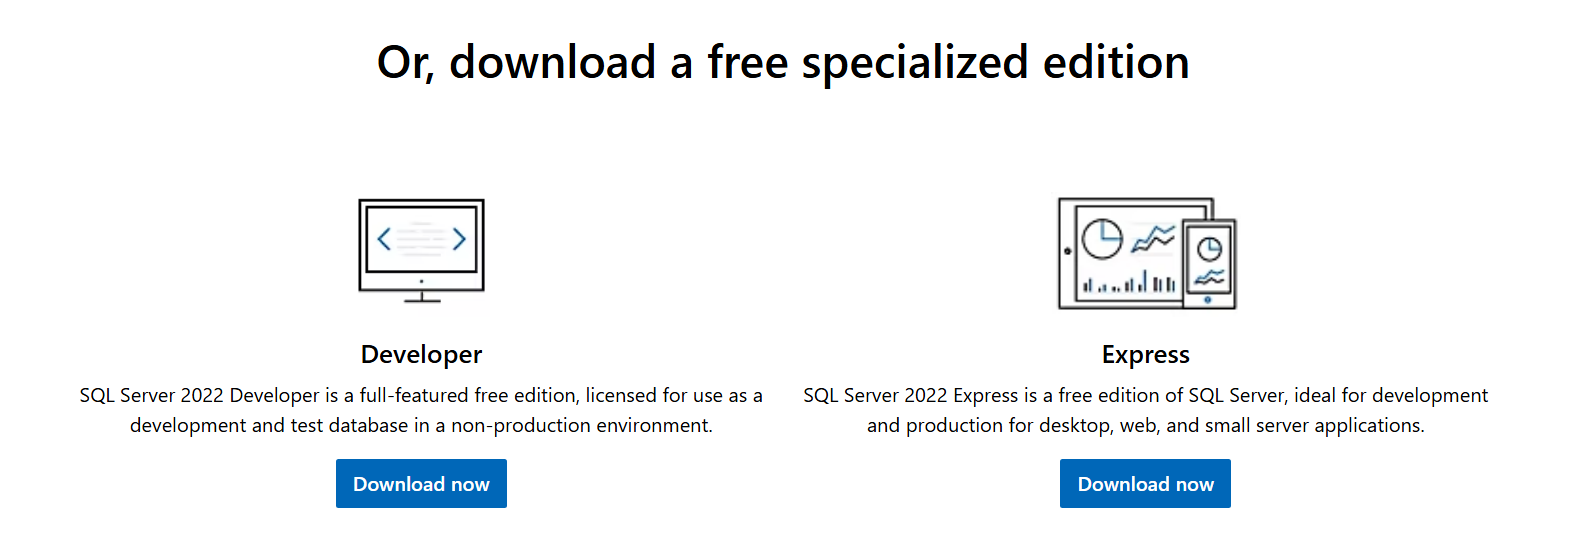 Or, download a free specialized edition
Developer
SQL Server 2022 Developer is a full-featured free edition, licensed for use as a
development and test database in a non-production environment.
Download now
Express
SQL Server 2022 Express is a free edition of SQL Server, ideal for development
and production for desktop, web, and small server applications.
Download now